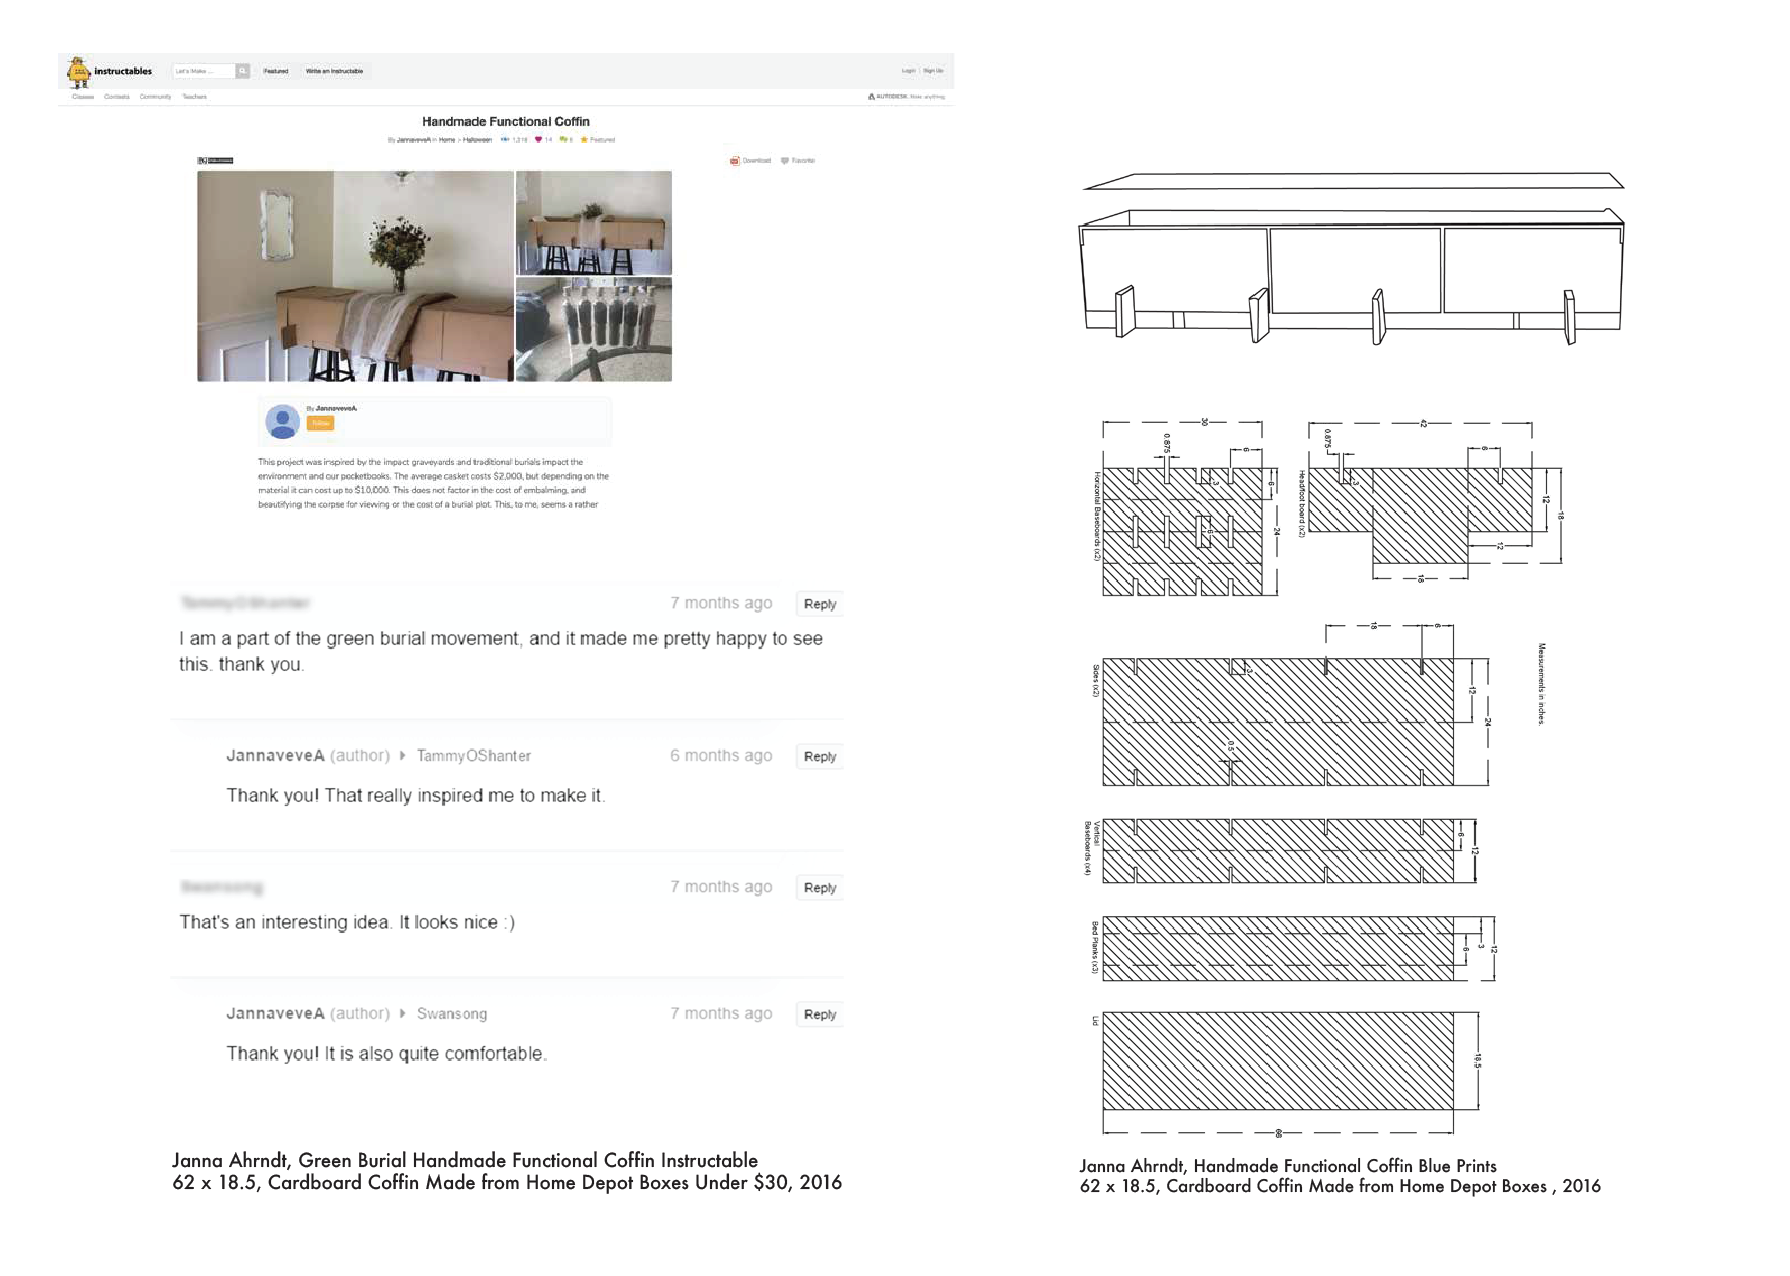 instructables
Let's Make ...
Featured
Write an Instructable
Login | Sign Up
Classes Contests Community Teachers
AUTODESK. Make anything.
Handmade Functional Coffin
By JannaveveA in Home > Halloween 1,218 14 6 Featured
Download Favorite
By JannaveveA
Follow
This project was inspired by the impact graveyards and traditional burials impact the
environment and our pocketbooks. The average casket costs $2,000, but depending on the
material it can cost up to $10,000. This does not factor in the cost of embalming, and
beautifying the corpse for viewing or the cost of a burial plot. This, to me, seems a rather
TammyOShanter 7 months ago Reply
I am a part of the green burial movement, and it made me pretty happy to see
this. thank you.
JannaveveA (author) ▸ TammyOShanter 6 months ago Reply
Thank you! That really inspired me to make it.
Swansong 7 months ago Reply
That's an interesting idea. It looks nice :)
JannaveveA (author) ▸ Swansong 7 months ago Reply
Thank you! It is also quite comfortable.
Janna Ahrndt, Green Burial Handmade Functional Coffin Instructable
62 x 18.5, Cardboard Coffin Made from Home Depot Boxes Under $30, 2016
30
0.875
6
3
6
6
24
Horizontal Baseboards (x2)
42
0.875
6
3
12
18
12
18
Head/foot board (x2)
18
6
3
12
24
0.5
Sides (x2)
Measurements in inches.
6
12
Vertical
Baseboards (x4)
3
6
12
Bed Planks (x3)
18.5
66
Lid
Janna Ahrndt, Handmade Functional Coffin Blue Prints
62 x 18.5, Cardboard Coffin Made from Home Depot Boxes , 2016